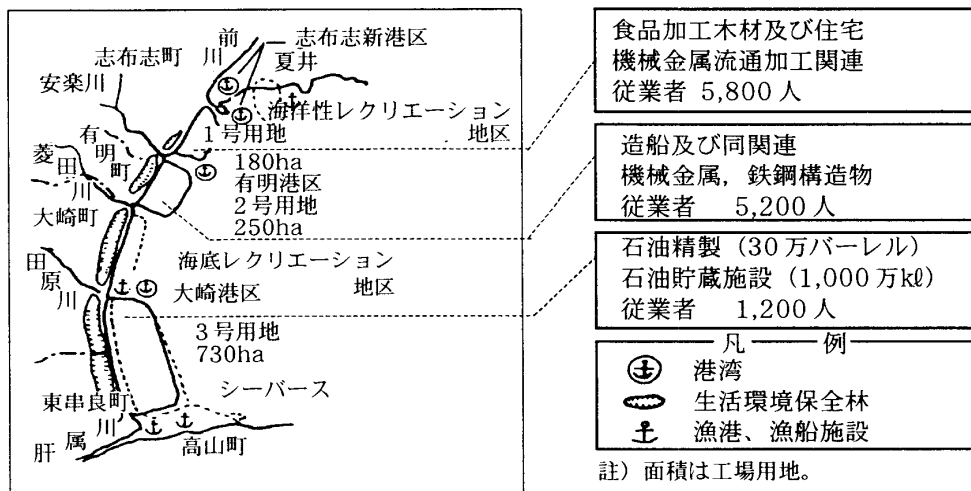 前川
志布志新港区
夏井
志布志町
安楽川
海洋性レクリエーション
地区
1号用地
180ha
有明町
有明港区
菱田川
2号用地
250ha
大崎町
海底レクリエーション
地区
田原川
大崎港区
3号用地
730ha
シーバース
東串良町
肝属川
高山町
食品加工木材及び住宅
機械金属流通加工関連
従業者 5,800人
造船及び同関連
機械金属,鉄鋼構造物
従業者 5,200人
石油精製(30万バーレル)
石油貯蔵施設(1,000万㎘)
従業者 1,200人
凡例
港湾
生活環境保全林
漁港、漁船施設
註)面積は工場用地。